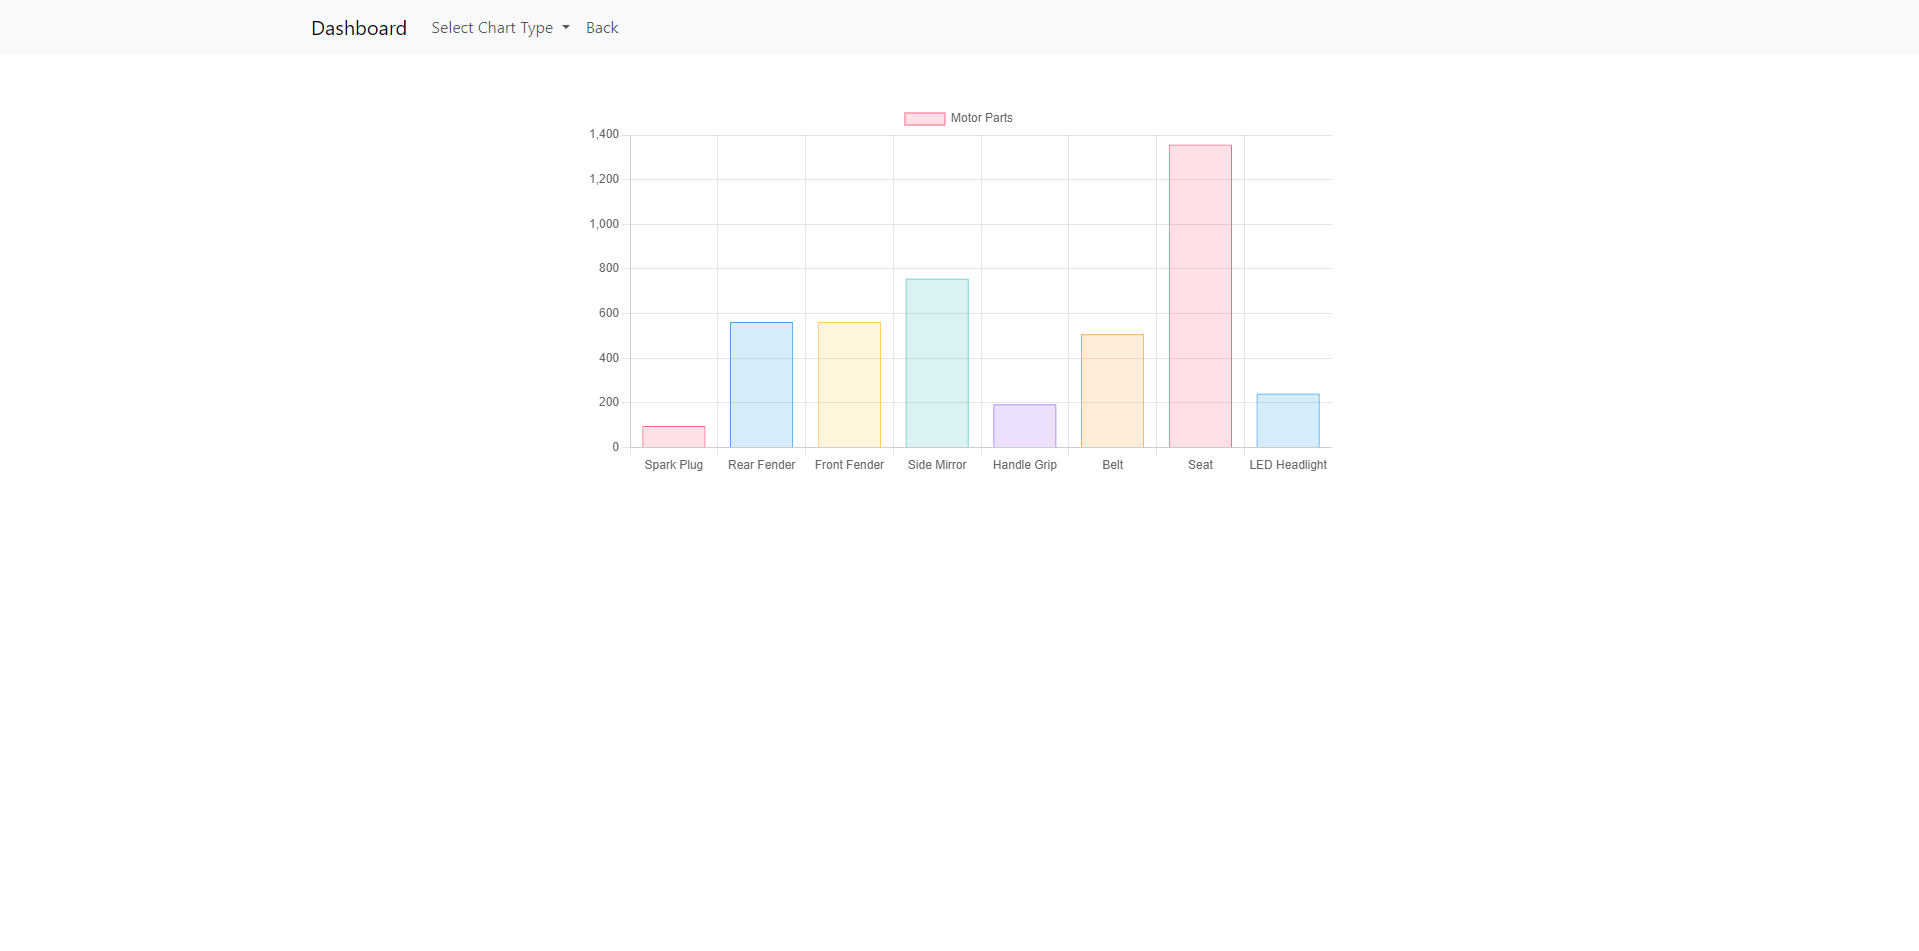 Dashboard Select Chart Type Back
Motor Parts
1,400
1,200
1,000
800
600
400
200
0
Spark Plug Rear Fender Front Fender Side Mirror Handle Grip Belt Seat LED Headlight